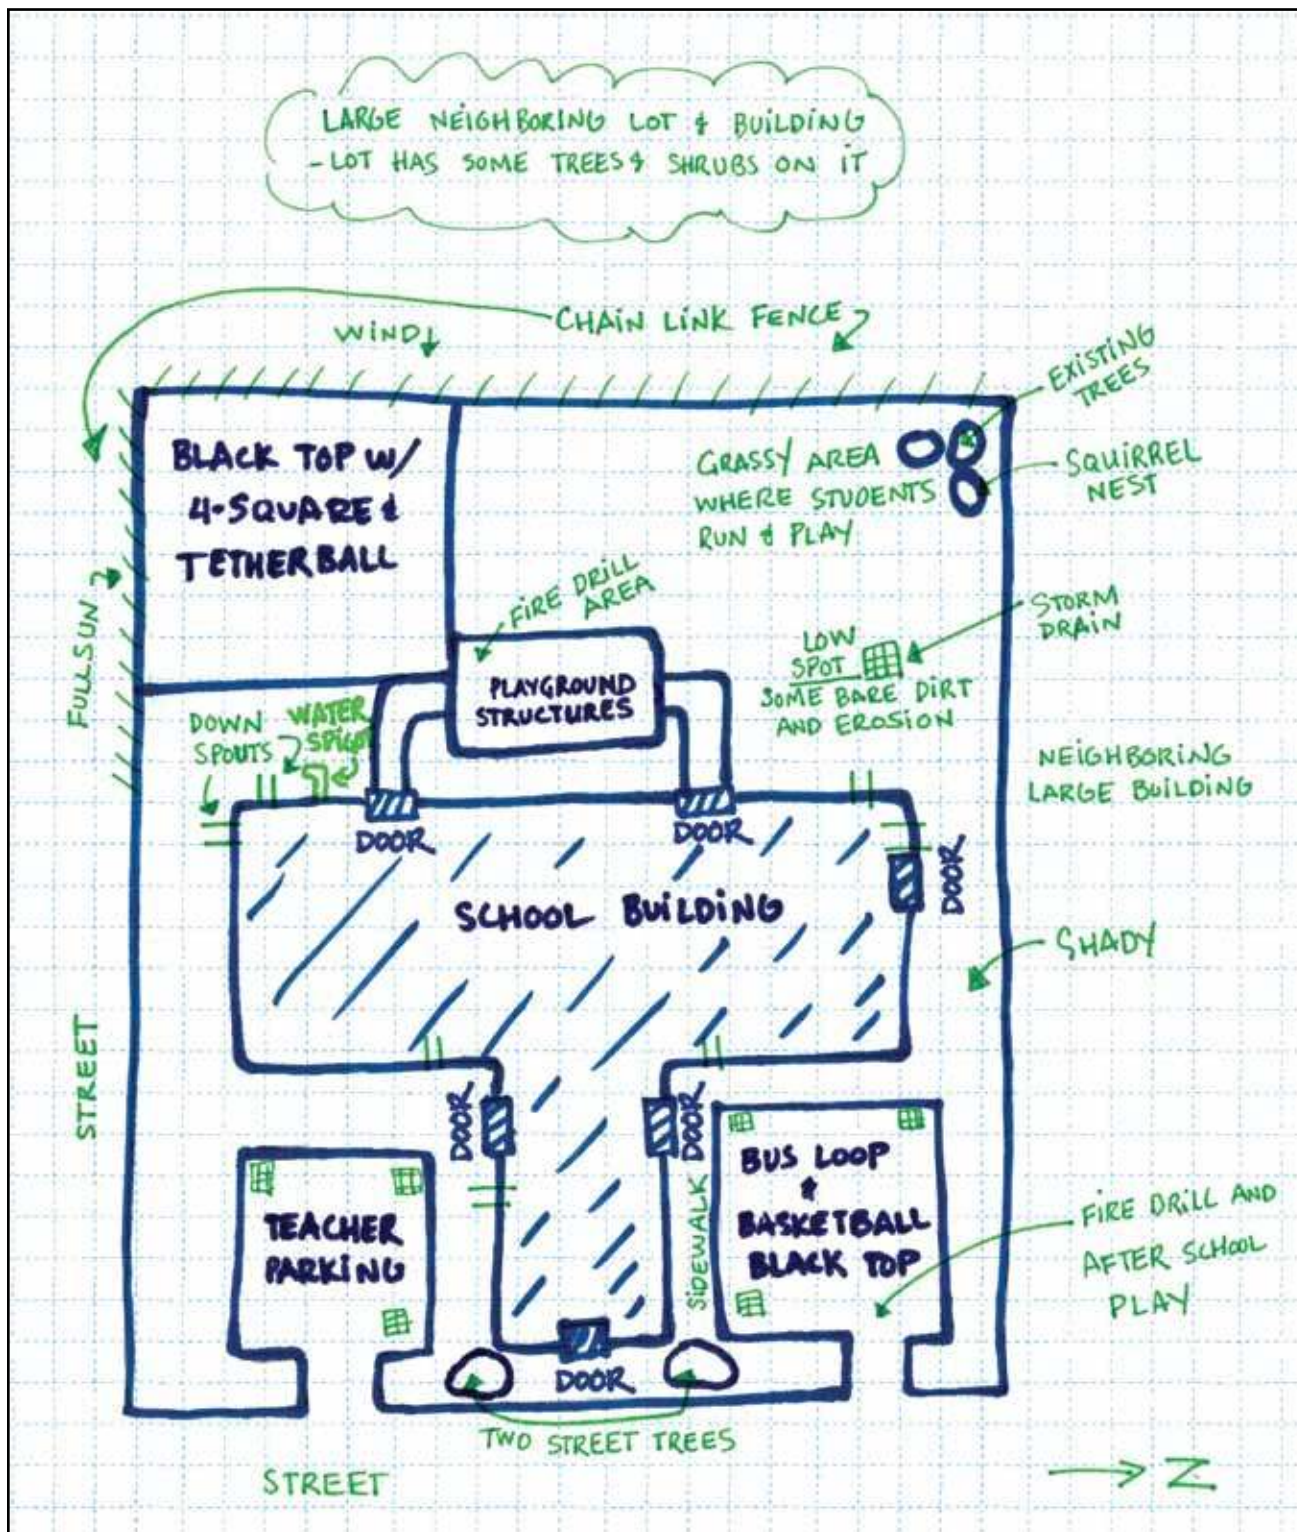 LARGE NEIGHBORING LOT & BUILDING
- LOT HAS SOME TREES & SHRUBS ON IT
CHAIN LINK FENCE
WIND
EXISTING
TREES
BLACK TOP W/
4-SQUARE &
TETHERBALL
GRASSY AREA
WHERE STUDENTS
RUN & PLAY
SQUIRREL
NEST
FULL SUN
FIRE DRILL
AREA
STORM
DRAIN
LOW
SPOT
SOME BARE DIRT
AND EROSION
PLAYGROUND
STRUCTURES
DOWN
SPOUTS
WATER
SPIGOT
NEIGHBORING
LARGE BUILDING
DOOR
DOOR
DOOR
SCHOOL BUILDING
SHADY
STREET
DOOR
DOOR
SIDEWALK
TEACHER
PARKING
BUS LOOP
&
BASKETBALL
BLACK TOP
FIRE DRILL AND
AFTER SCHOOL
PLAY
DOOR
TWO STREET TREES
STREET
Z